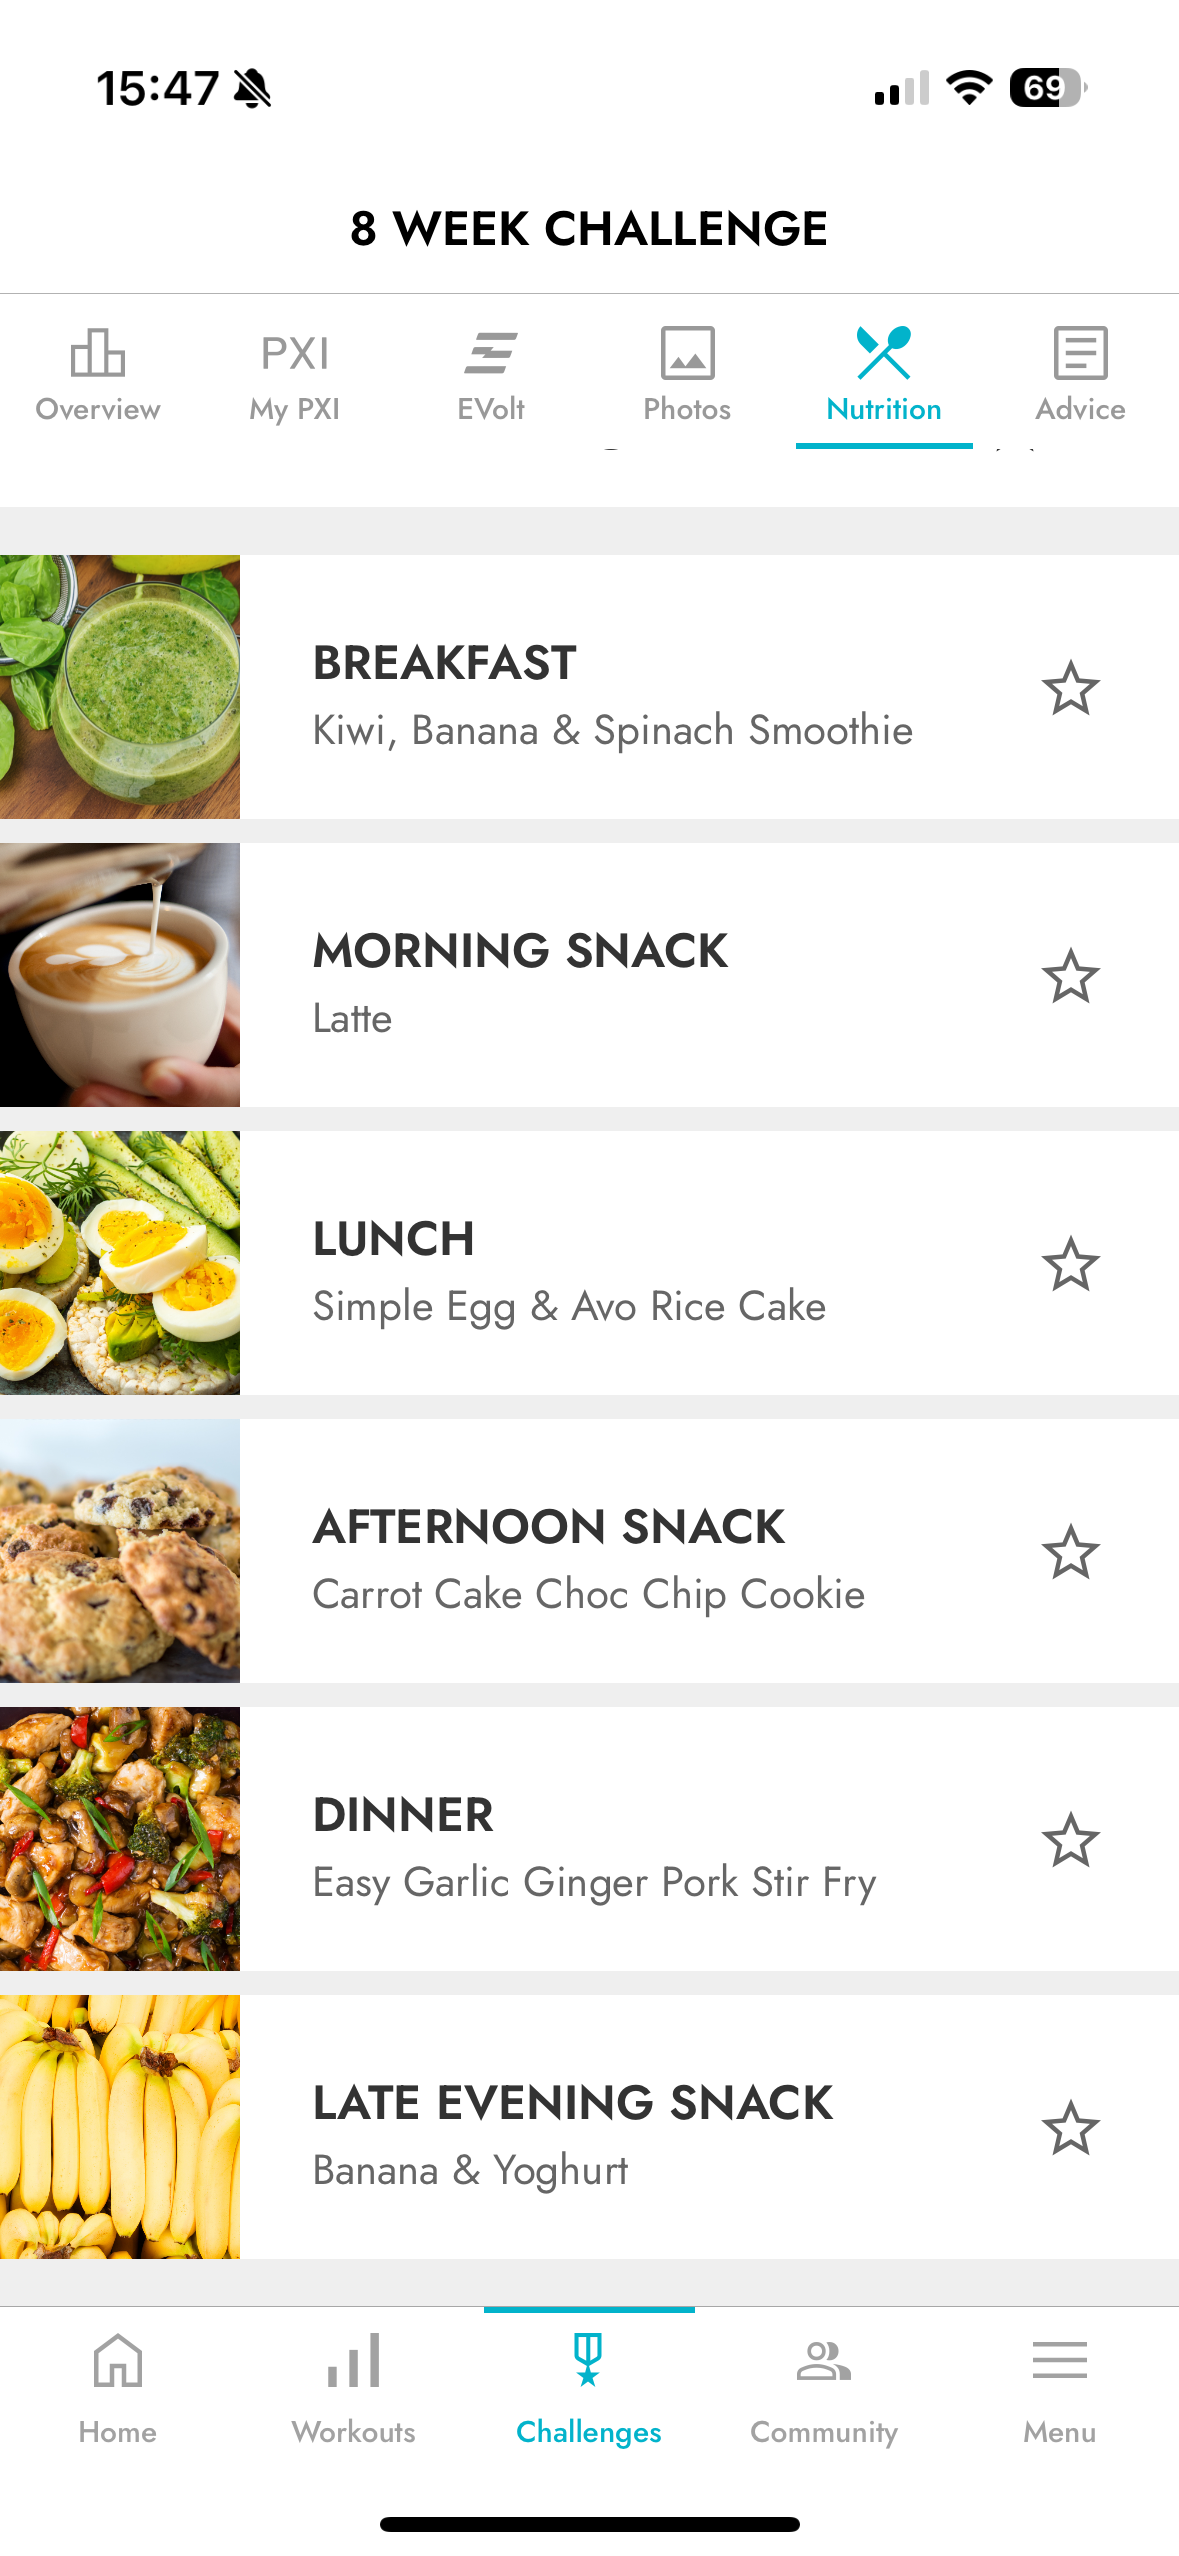 15:47
69
8 WEEK CHALLENGE
PXI
Overview
My PXI
EVolt
Photos
Nutrition
Advice
BREAKFAST
Kiwi, Banana & Spinach Smoothie
MORNING SNACK
Latte
LUNCH
Simple Egg & Avo Rice Cake
AFTERNOON SNACK
Carrot Cake Choc Chip Cookie
DINNER
Easy Garlic Ginger Pork Stir Fry
LATE EVENING SNACK
Banana & Yoghurt
Home
Workouts
Challenges
Community
Menu